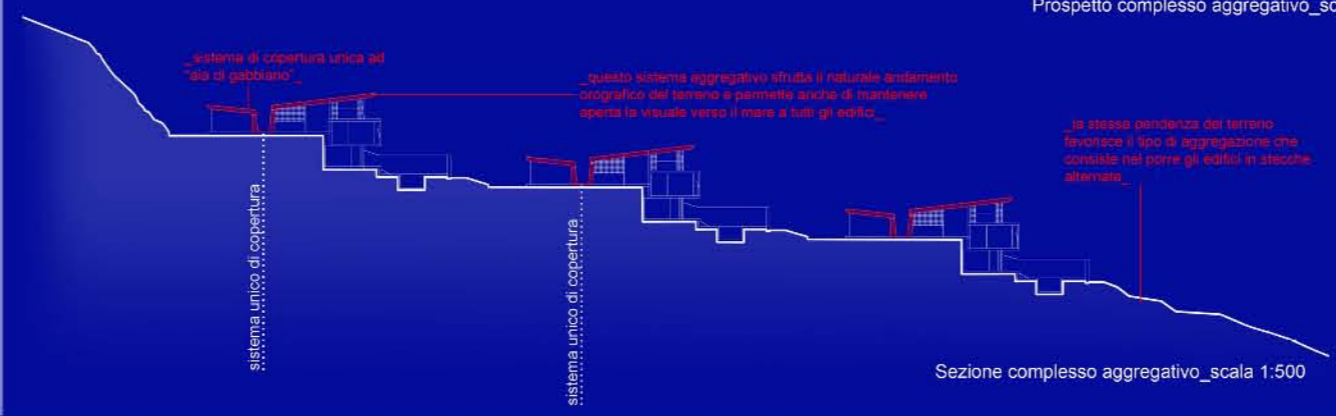 Prospetto complesso aggregativo_sc
_sistema di copertura unica ad
"ala di gabbiano"_
_questo sistema aggregativo sfrutta il naturale andamento
orografico del terreno e permette anche di mantenere
aperta la visuale verso il mare a tutti gli edifici_
_la stessa pendenza del terreno
favorisce il tipo di aggregazione che
consiste nel porre gli edifici in stecche
alternate_
sistema unico di copertura
sistema unico di copertura
Sezione complesso aggregativo_scala 1:500